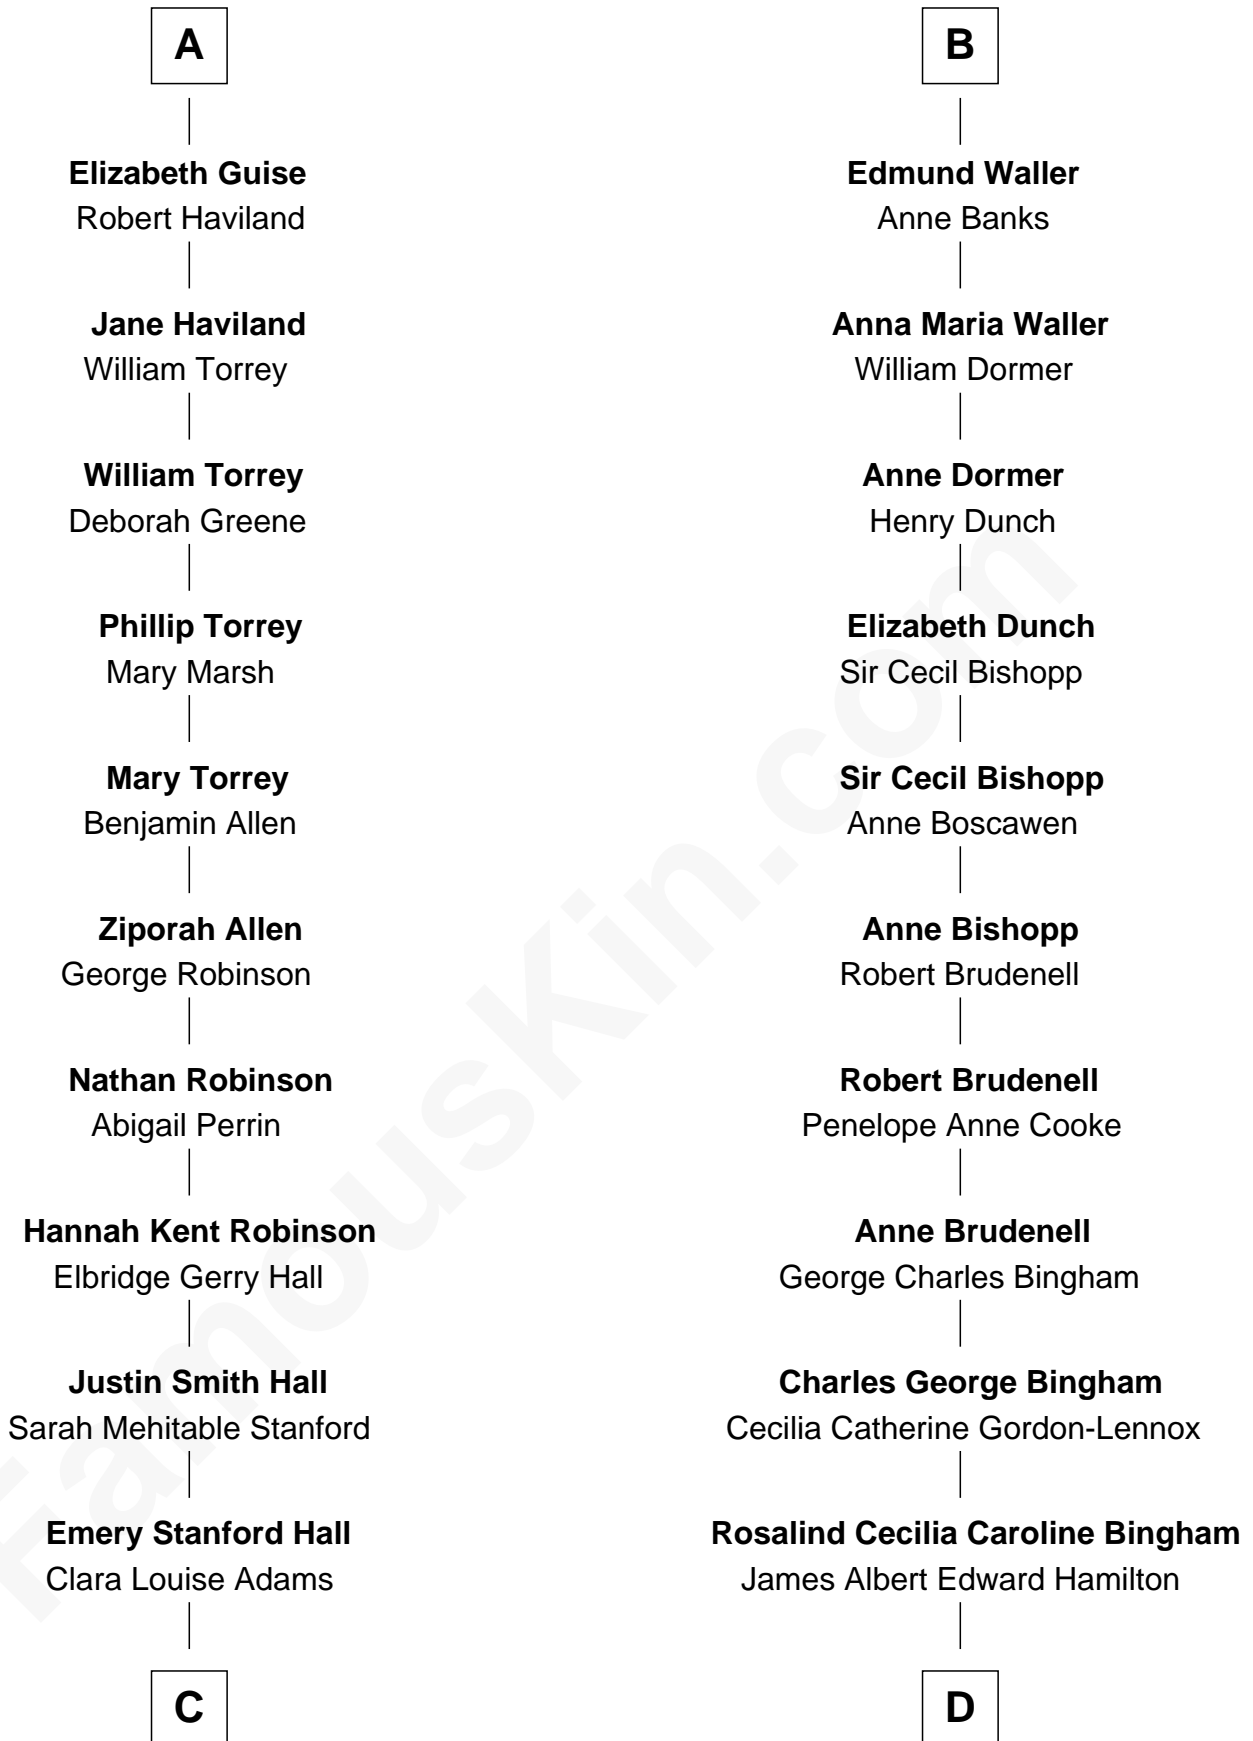 A
Elizabeth Guise
Robert Haviland
Jane Haviland
William Torrey
William Torrey
Deborah Greene
Phillip Torrey
Mary Marsh
Mary Torrey
Benjamin Allen
Ziporah Allen
George Robinson
Nathan Robinson
Abigail Perrin
Hannah Kent Robinson
Elbridge Gerry Hall
Justin Smith Hall
Sarah Mehitable Stanford
Emery Stanford Hall
Clara Louise Adams
C
B
Edmund Waller
Anne Banks
Anna Maria Waller
William Dormer
Anne Dormer
Henry Dunch
Elizabeth Dunch
Sir Cecil Bishopp
Sir Cecil Bishopp
Anne Boscawen
Anne Bishopp
Robert Brudenell
Robert Brudenell
Penelope Anne Cooke
Anne Brudenell
George Charles Bingham
Charles George Bingham
Cecilia Catherine Gordon-Lennox
Rosalind Cecilia Caroline Bingham
James Albert Edward Hamilton
D
FamousKin.com